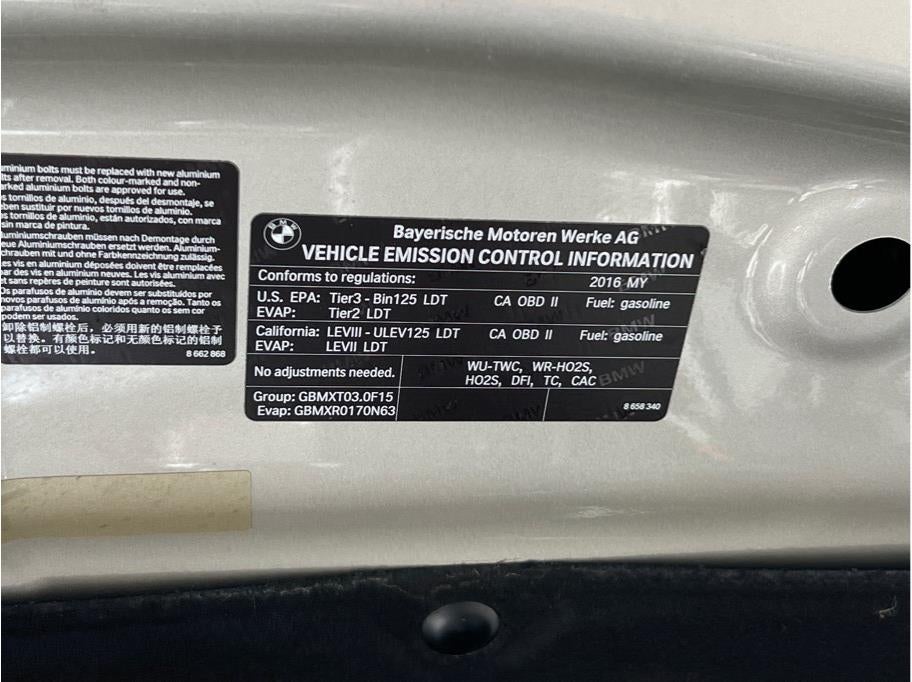 uminium bolts must be replaced with new aluminium
lts after removal. Both colour-marked and non-
arked aluminium bolts are approved for use.
s tornillos de aluminio, después del desmontaje, se
eben sustituir por nuevos tornillos de aluminio.
s tornillos de aluminio, están autorizados, con marca
sin marca de pintura.
uminiumschrauben müssen nach Demontage durch
eue Aluminiumschrauben ersetzt werden. Aluminium-
chrauben mit und ohne Farbkennzeichnung zulässig.
es vis en aluminium déposées doivent être remplacées
ar des vis en aluminium neuves. Les vis aluminium avec
et sans repères de peinture sont autorisées.
Os parafusos de alumínio devem ser substituídos por
novos parafusos de alumínio após a remoção. Tanto os
parafusos de alumínio coloridos quanto os sem cor
podem ser usados.
卸除铝制螺栓后，必须用新的铝制螺栓予
以替换。有颜色标记和无颜色标记的铝制
螺栓都可以使用。
8 662 868
BMW
Bayerische Motoren Werke AG
VEHICLE EMISSION CONTROL INFORMATION
Conforms to regulations: 2016 MY
U.S. EPA: Tier3 - Bin125 LDT CA OBD II Fuel: gasoline
EVAP: Tier2 LDT
California: LEVIII - ULEV125 LDT CA OBD II Fuel: gasoline
EVAP: LEVII LDT
No adjustments needed.
WU-TWC, WR-HO2S,
HO2S, DFI, TC, CAC
Group: GBMXT03.0F15
Evap: GBMXR0170N63
8 658 340